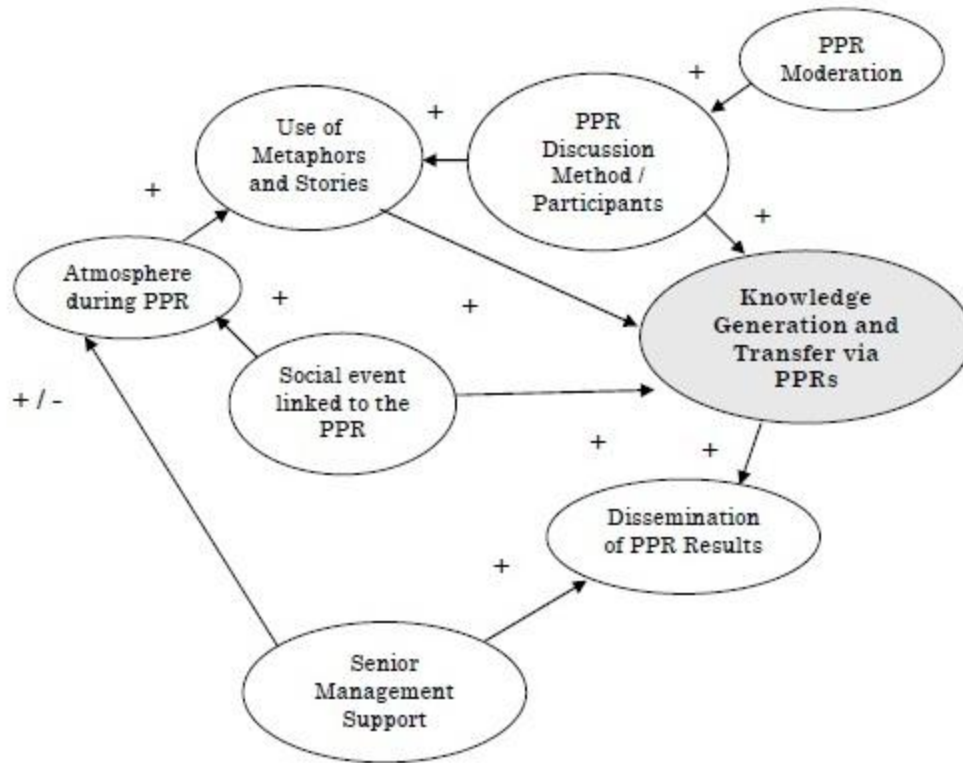 PPR
Moderation
+
PPR
Discussion
Method /
Participants
+
Use of
Metaphors
and Stories
+
+
Atmosphere
during PPR
+
+
Knowledge
Generation and
Transfer via
PPRs
Social event
linked to the
PPR
+ / -
+
+
Dissemination
of PPR Results
+
Senior
Management
Support